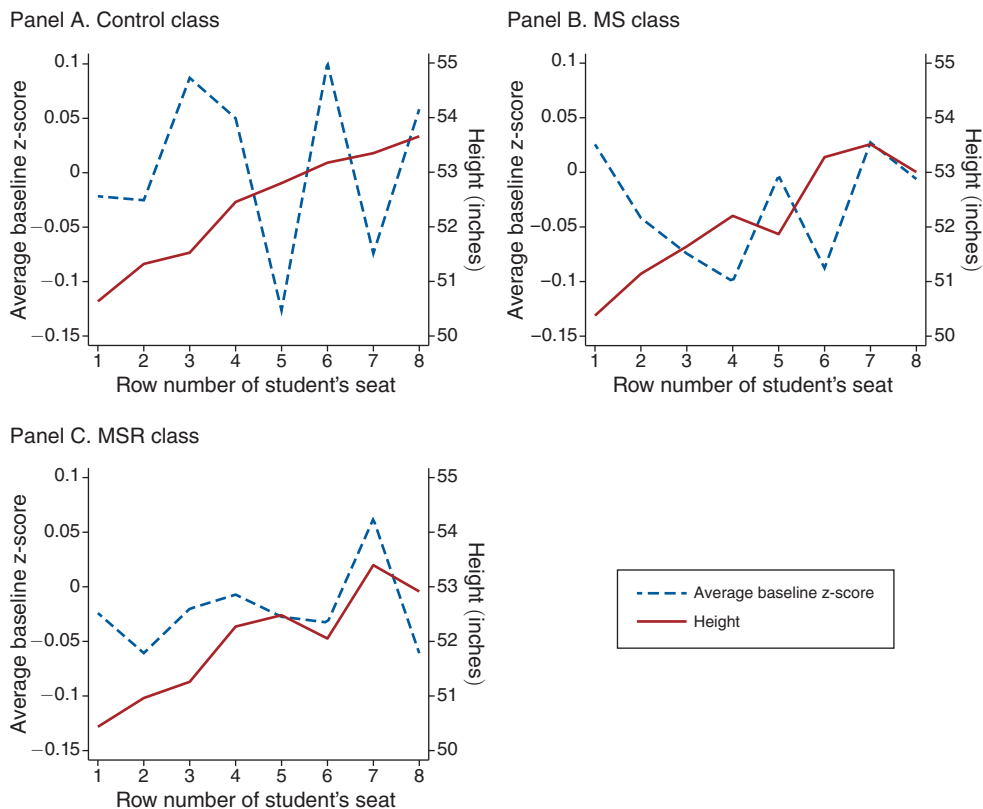 Panel A. Control class
Average baseline z-score
0.1
0.05
0
−0.05
−0.1
−0.15
55
54
53
52
51
50
Height (inches)
1 2 3 4 5 6 7 8
Row number of student's seat
Panel B. MS class
Average baseline z-score
0.1
0.05
0
−0.05
−0.1
−0.15
55
54
53
52
51
50
Height (inches)
1 2 3 4 5 6 7 8
Row number of student's seat
Panel C. MSR class
Average baseline z-score
0.1
0.05
0
−0.05
−0.1
−0.15
55
54
53
52
51
50
Height (inches)
1 2 3 4 5 6 7 8
Row number of student's seat
Average baseline z-score
Height